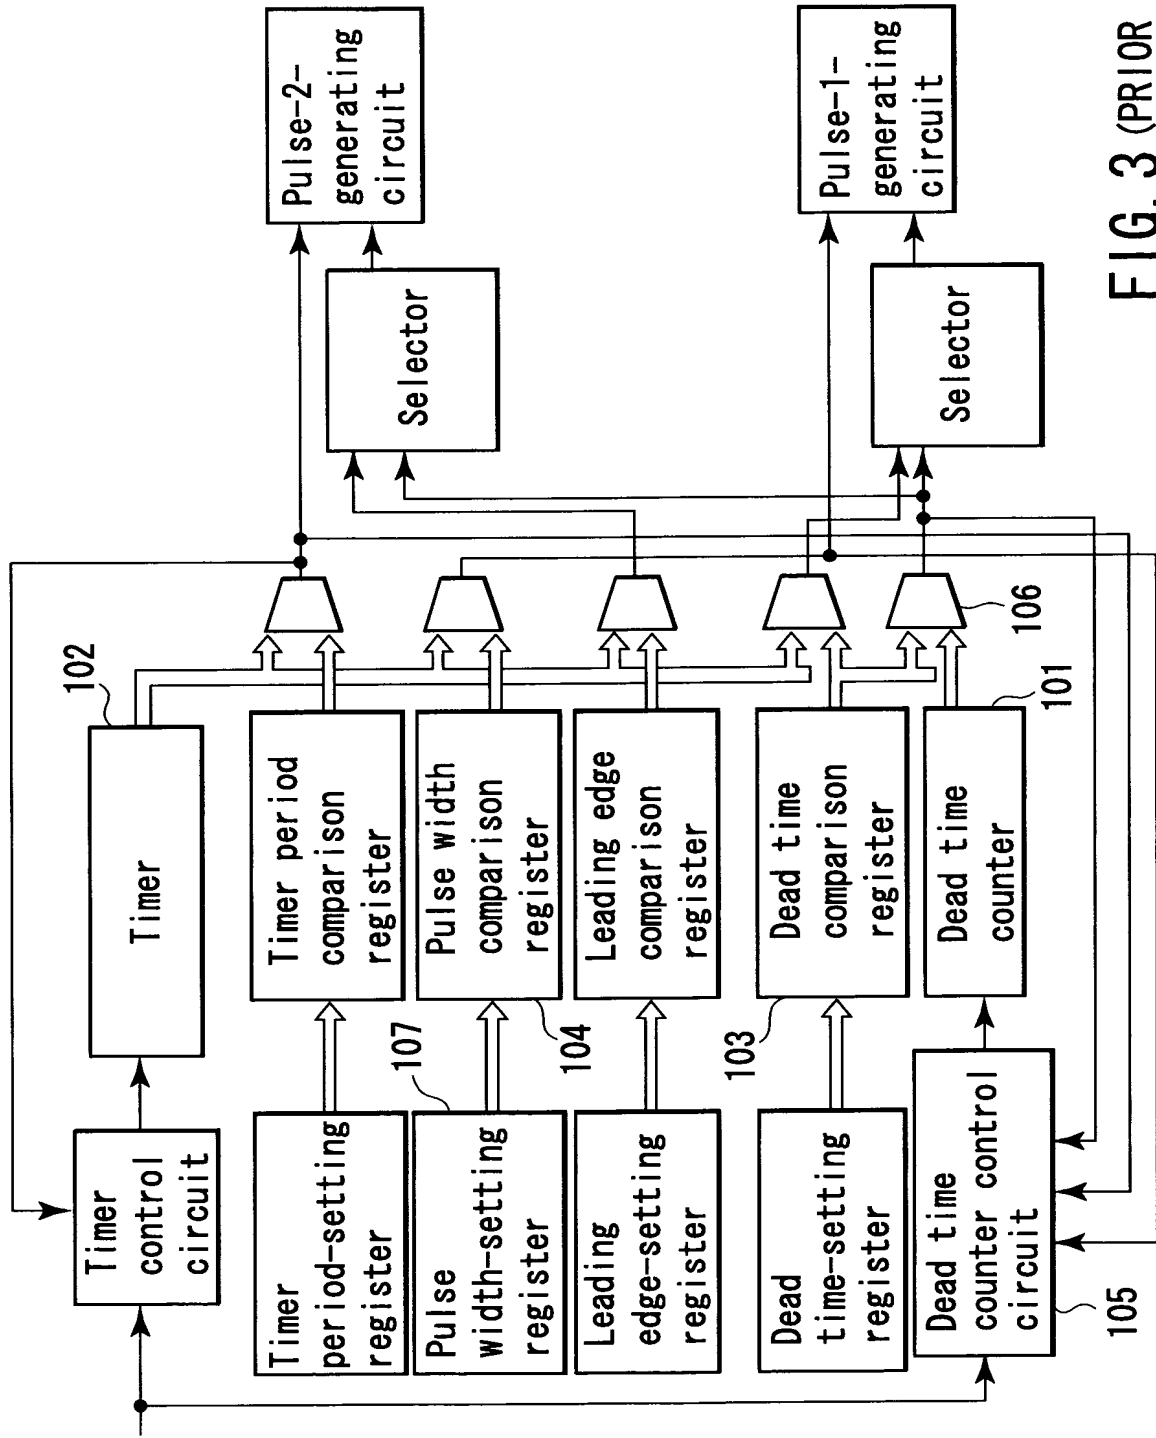 Timer
control
circuit
Timer
102
Timer
period-setting
register
Timer period
comparison
register
Pulse
width-setting
register
107
Pulse width
comparison
register
104
Leading
edge-setting
register
Leading edge
comparison
register
Dead
time-setting
register
Dead time
comparison
register
103
Dead time
counter control
circuit
105
Dead time
counter
101
106
Selector
Pulse-2-
generating
circuit
Selector
Pulse-1-
generating
circuit
FIG. 3 (PRIOR